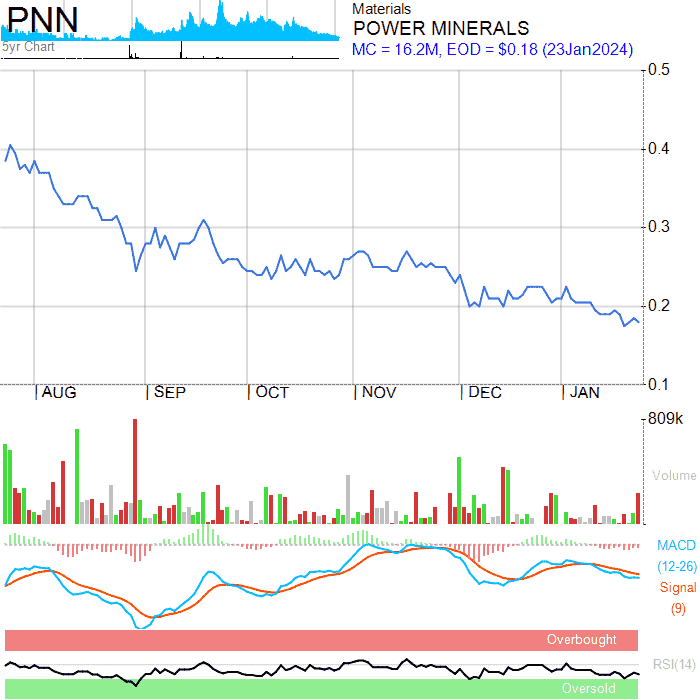 PNN
5yr Chart
Materials
POWER MINERALS
MC = 16.2M, EOD = $0.18 (23Jan2024)
0.5
0.4
0.3
0.2
0.1
AUG SEP OCT NOV DEC JAN
809k
Volume
MACD
(12-26)
Signal
(9)
Overbought
RSI(14)
Oversold